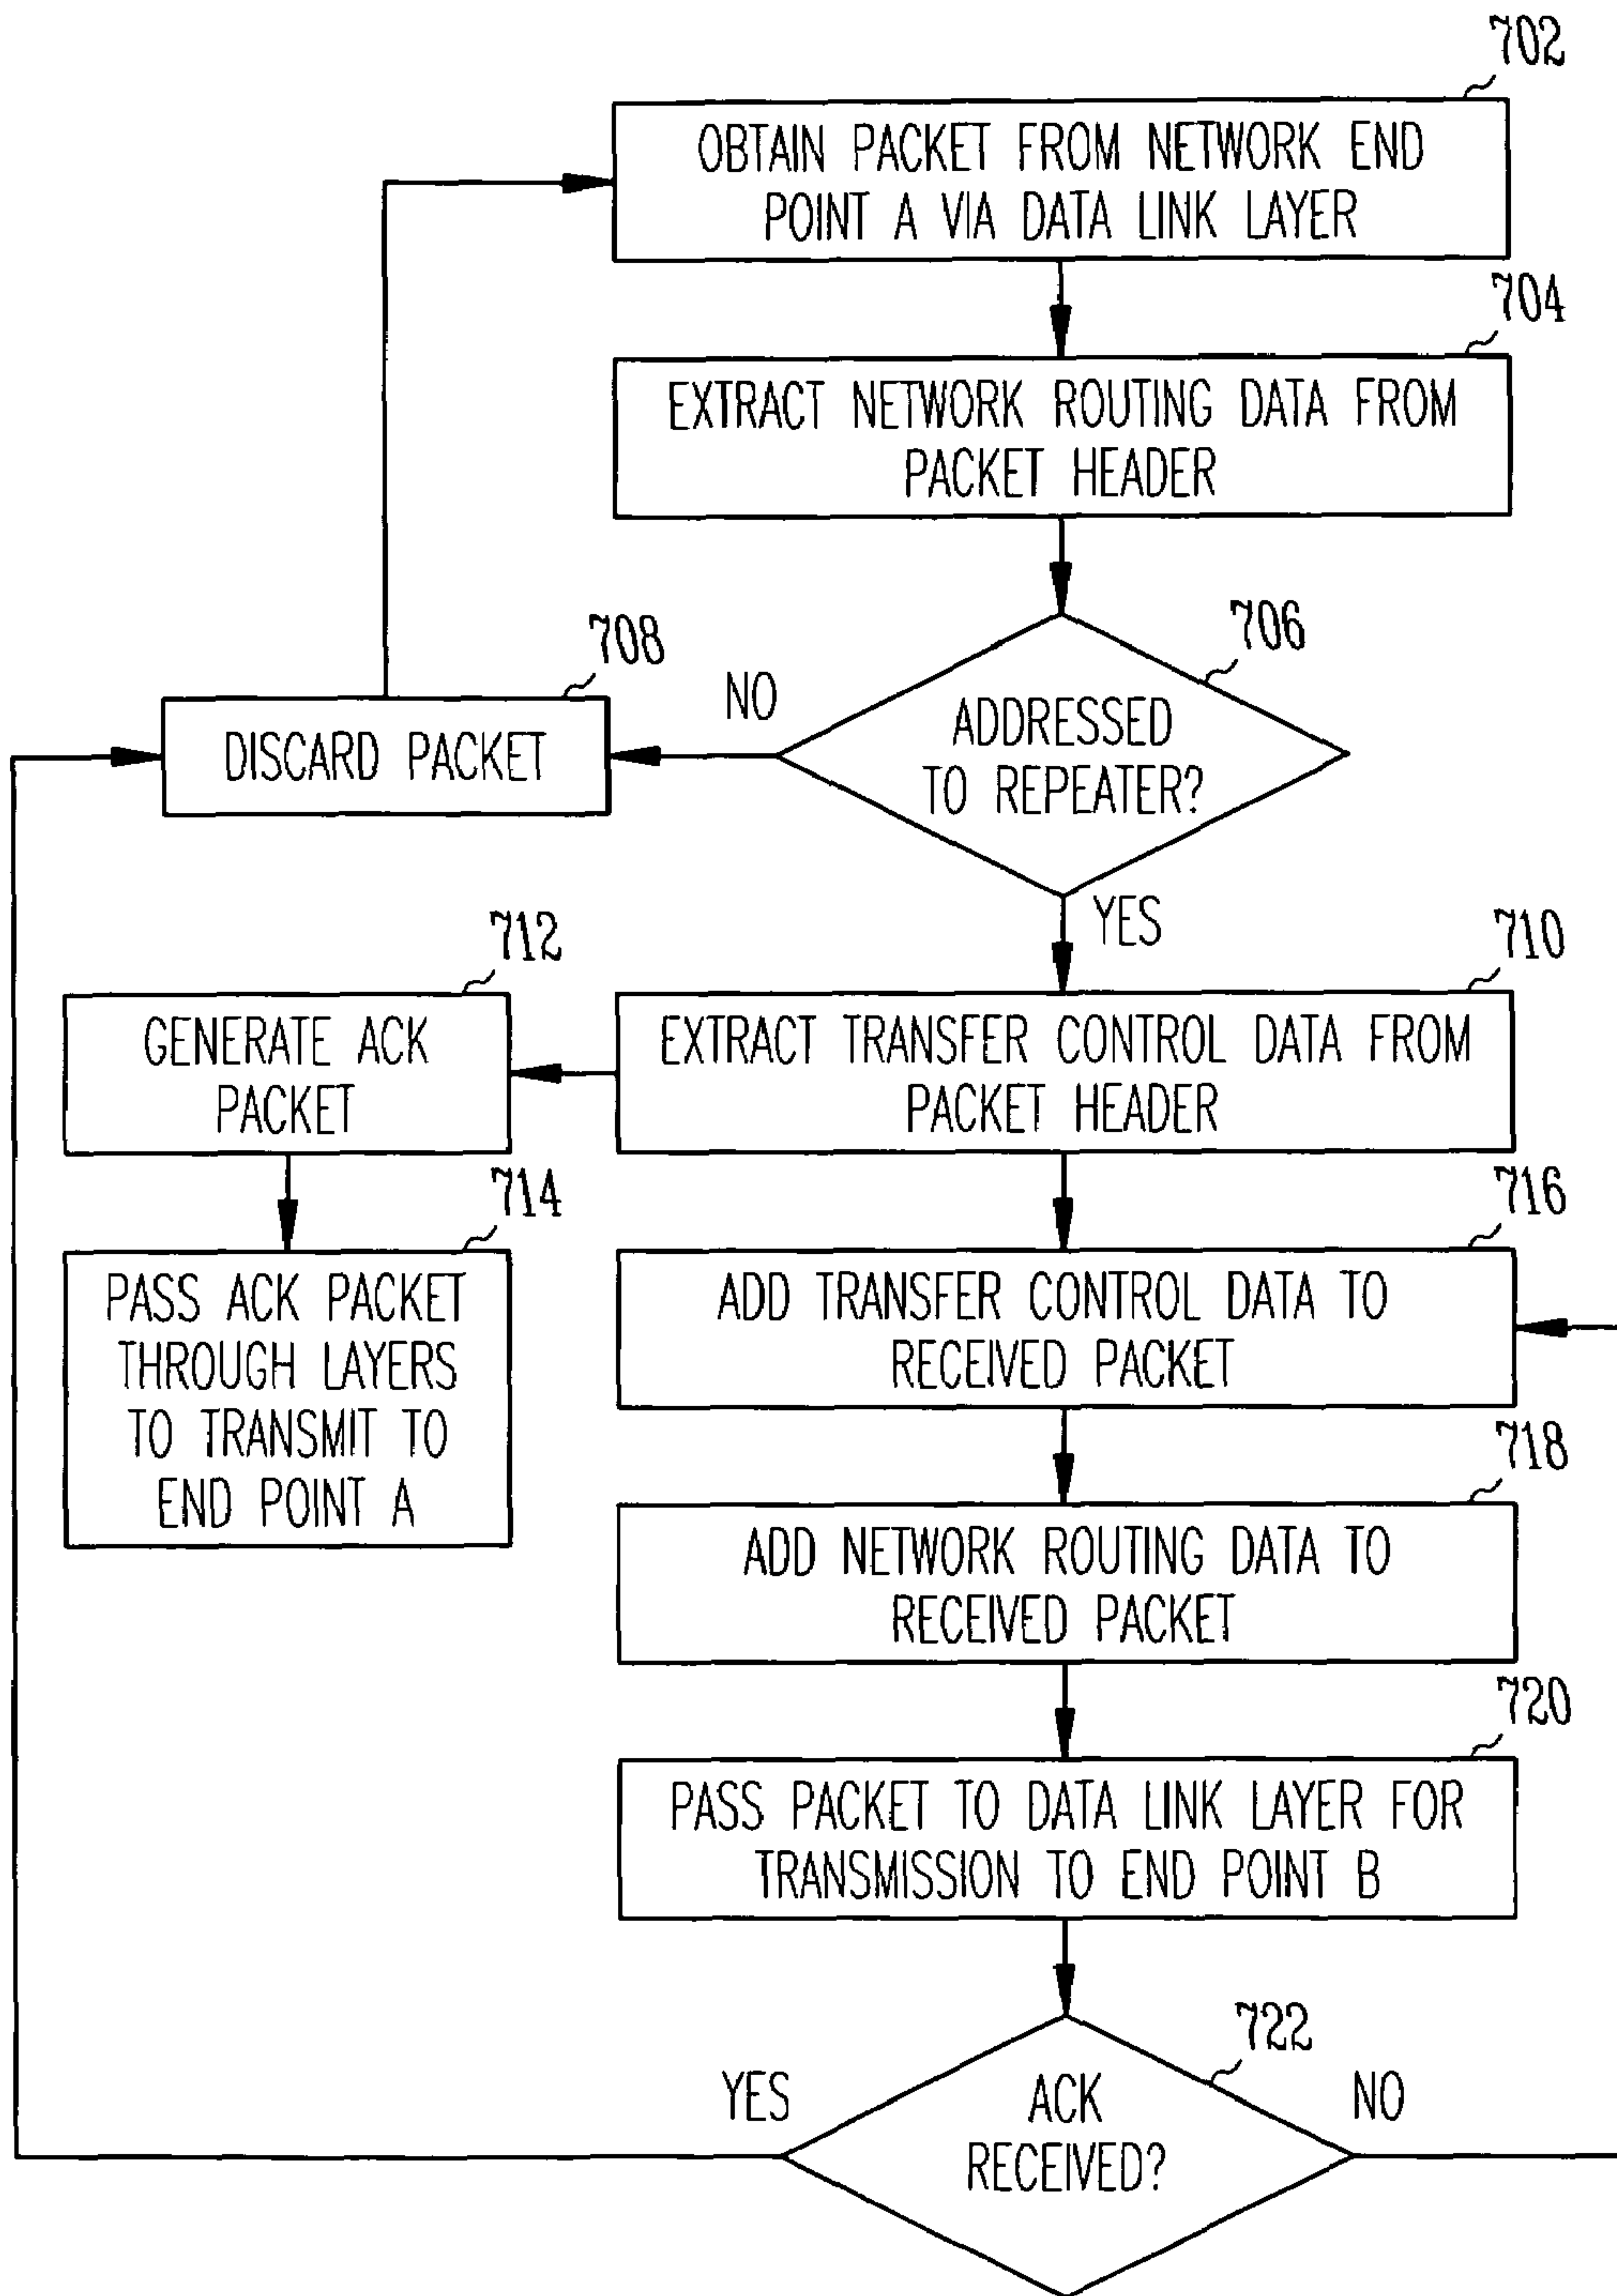 702
OBTAIN PACKET FROM NETWORK END
POINT A VIA DATA LINK LAYER
704
EXTRACT NETWORK ROUTING DATA FROM
PACKET HEADER
706
ADDRESSED
TO REPEATER?
NO
708
DISCARD PACKET
YES
710
EXTRACT TRANSFER CONTROL DATA FROM
PACKET HEADER
712
GENERATE ACK
PACKET
714
PASS ACK PACKET
THROUGH LAYERS
TO TRANSMIT TO
END POINT A
716
ADD TRANSFER CONTROL DATA TO
RECEIVED PACKET
718
ADD NETWORK ROUTING DATA TO
RECEIVED PACKET
720
PASS PACKET TO DATA LINK LAYER FOR
TRANSMISSION TO END POINT B
722
ACK
RECEIVED?
YES
NO